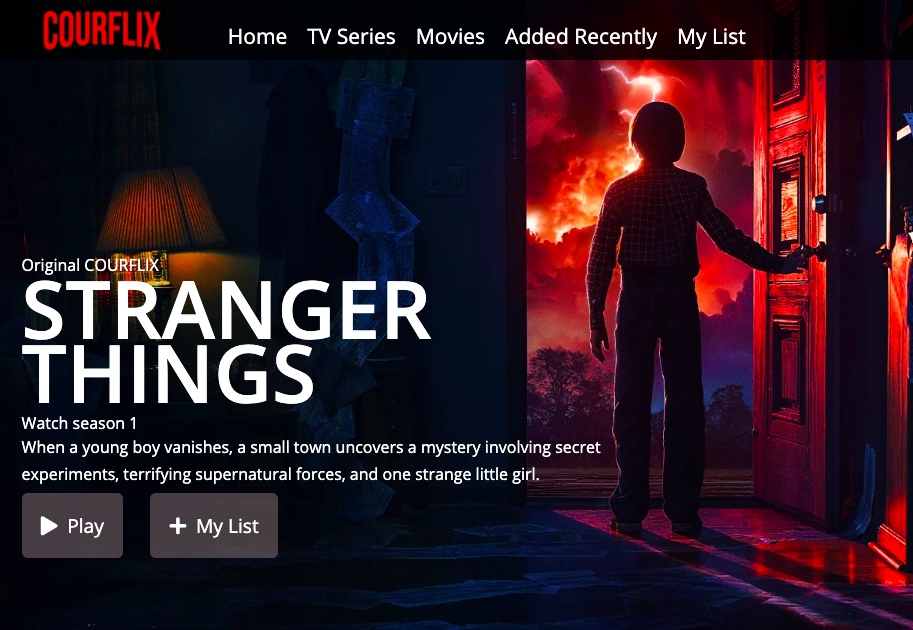 COURFLIX
Home TV Series Movies Added Recently My List
Original COURFLIX
STRANGER
THINGS
Watch season 1
When a young boy vanishes, a small town uncovers a mystery involving secret
experiments, terrifying supernatural forces, and one strange little girl.
Play
My List